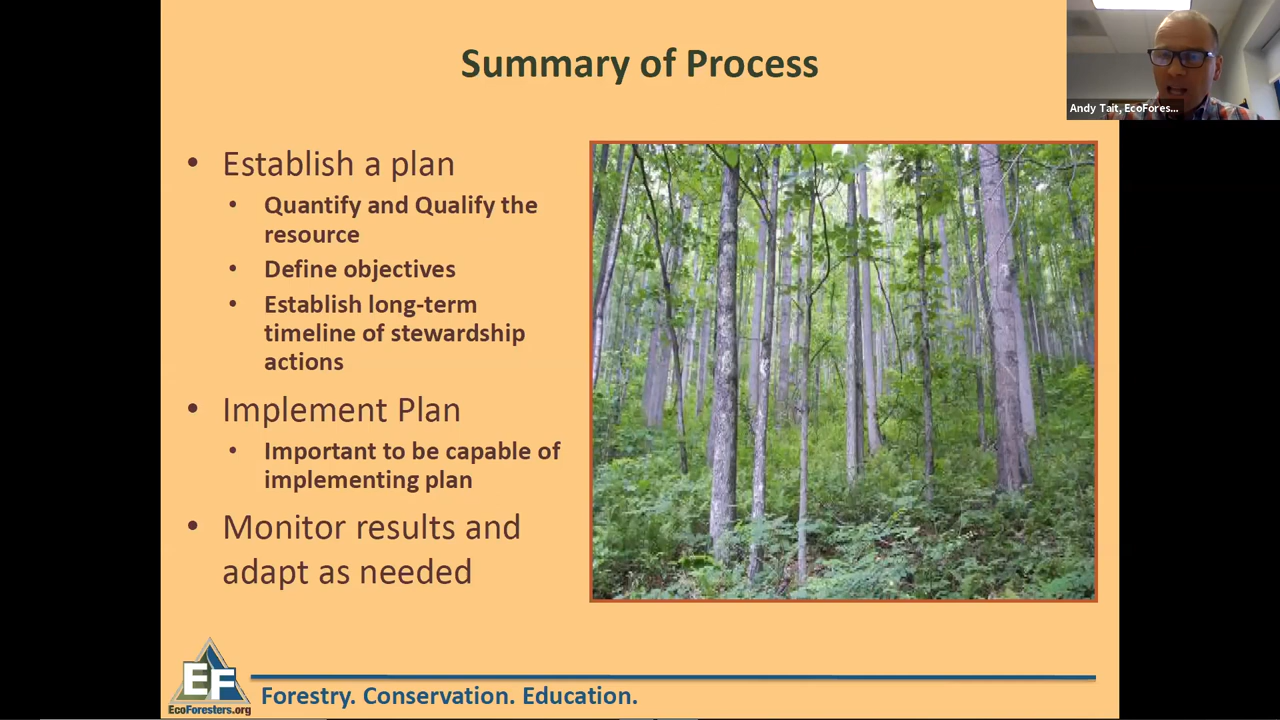 Summary of Process
Andy Tait, EcoFores...
• Establish a plan
• Quantify and Qualify the
resource
• Define objectives
• Establish long-term
timeline of stewardship
actions
• Implement Plan
• Important to be capable of
implementing plan
• Monitor results and
adapt as needed
EF
EcoForesters.org
Forestry. Conservation. Education.